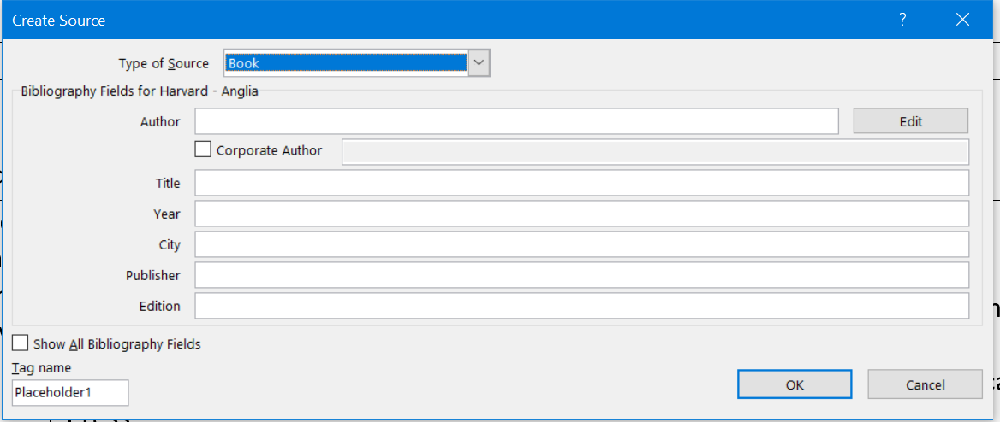 Create Source ?
Type of Source Book
Bibliography Fields for Harvard - Anglia
Author Edit
Corporate Author
Title
Year
City
Publisher
Edition
Show All Bibliography Fields
Tag name
Placeholder1
OK Cancel